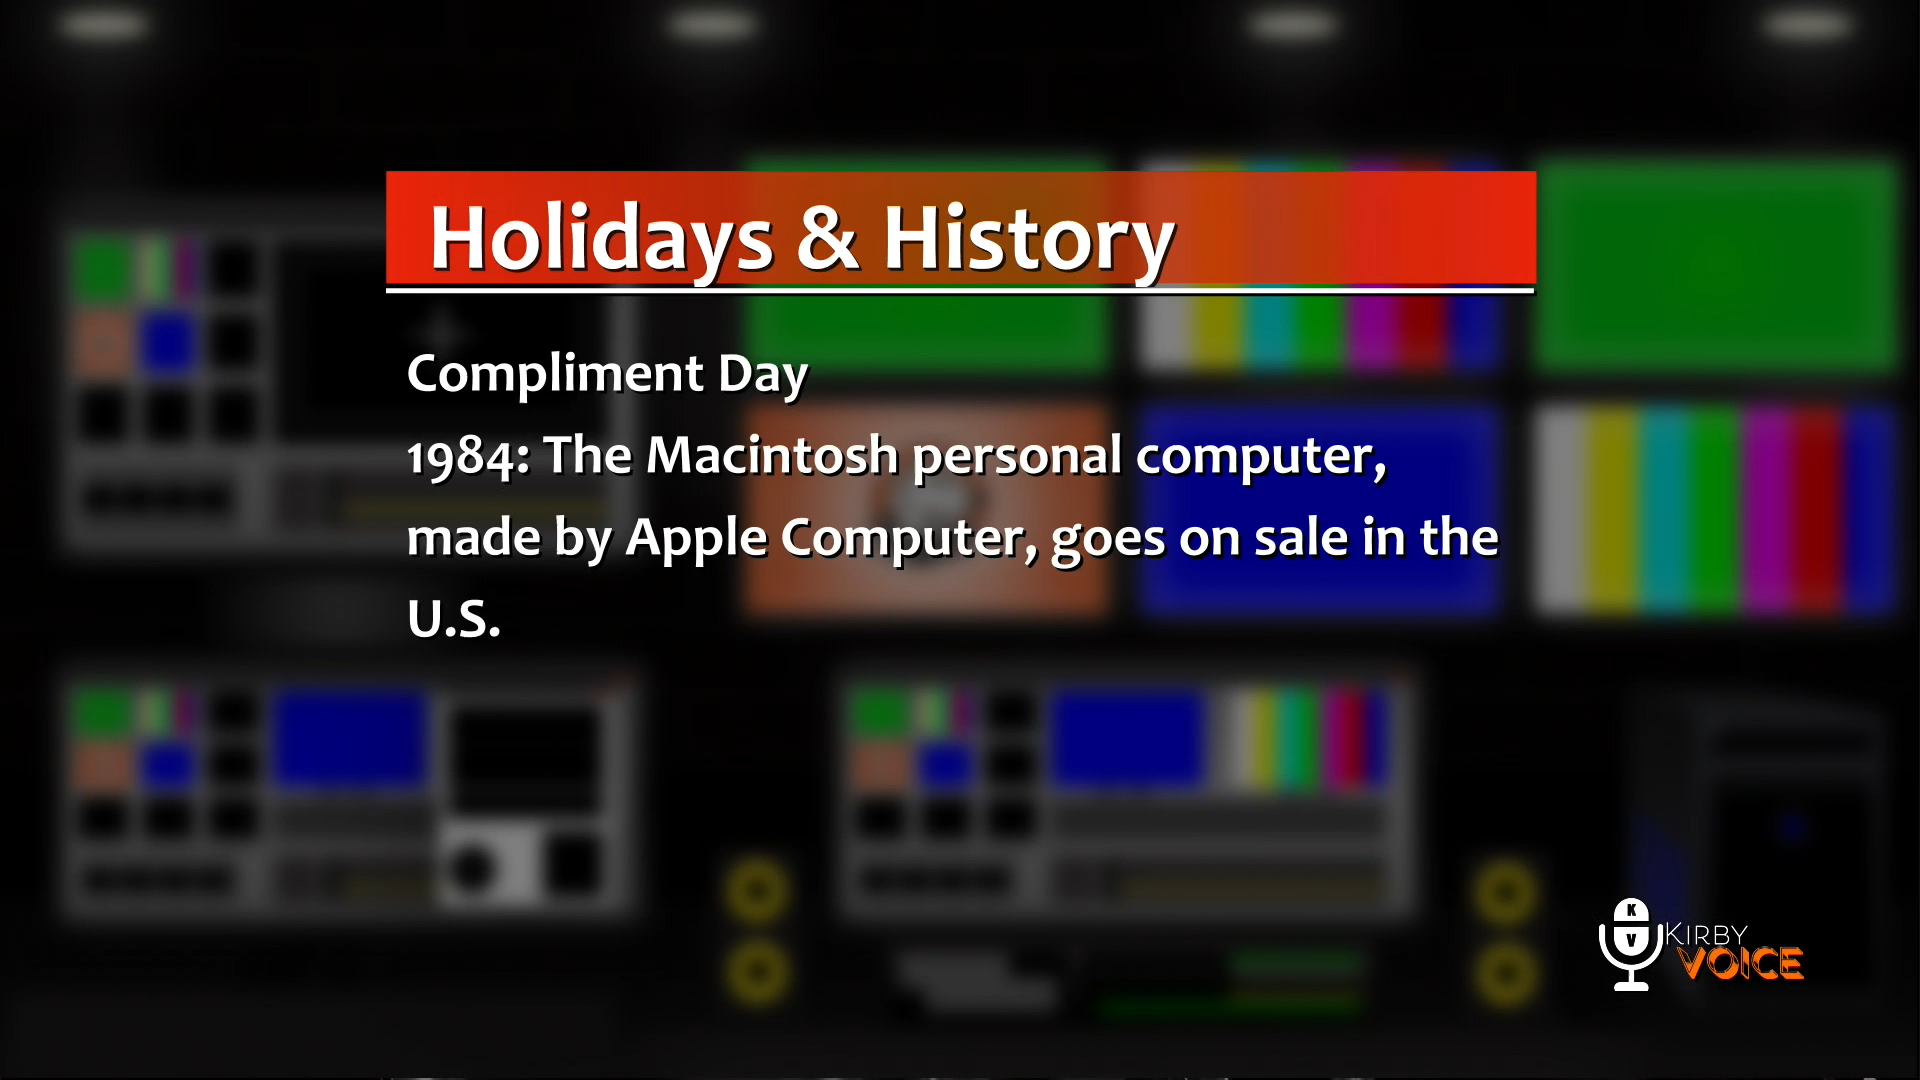 Holidays & History
Compliment Day
1984: The Macintosh personal computer,
made by Apple Computer, goes on sale in the
U.S.
K
V
KIRBY
VOICE